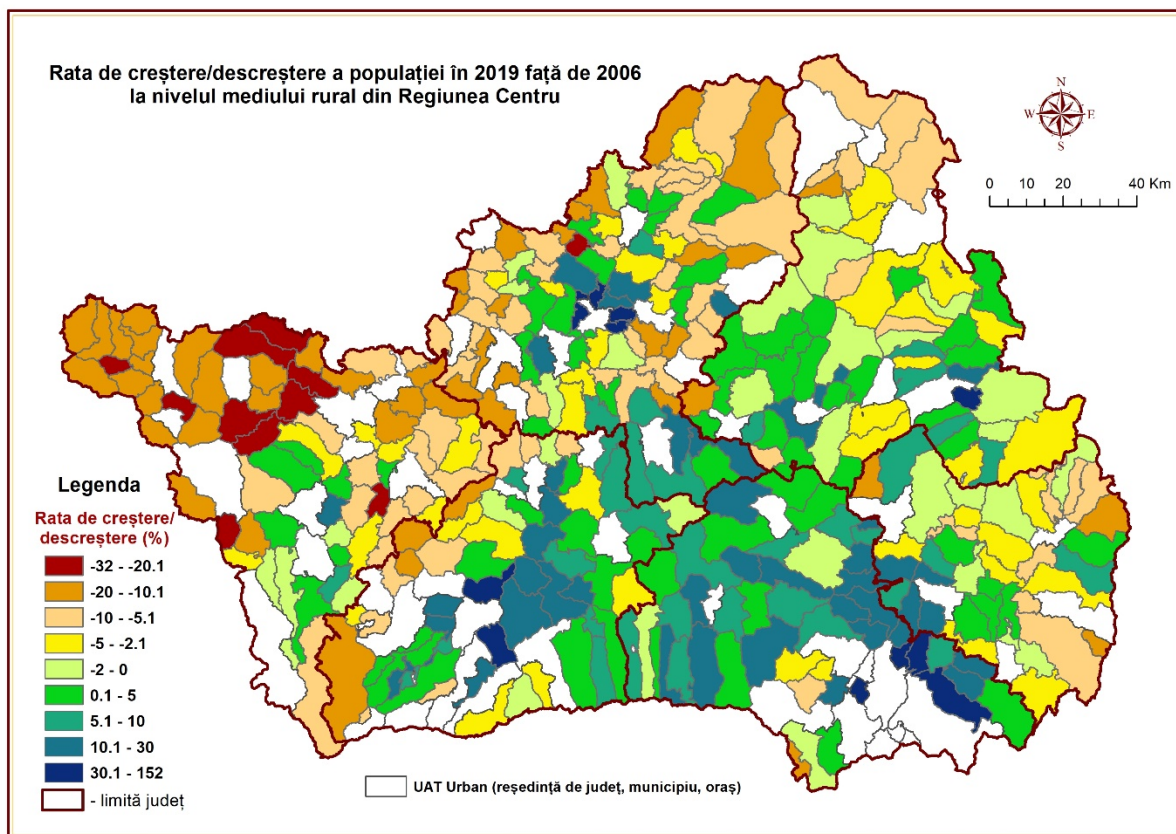 Rata de creștere/descreștere a populației în 2019 față de 2006
la nivelul mediului rural din Regiunea Centru
N
W E
S
0 10 20 40 Km
Legenda
Rata de creștere/
descreștere (%)
-32 - -20.1
-20 - -10.1
-10 - -5.1
-5 - -2.1
-2 - 0
0.1 - 5
5.1 - 10
10.1 - 30
30.1 - 152
- limită județ
UAT Urban (reședință de județ, municipiu, oraș)